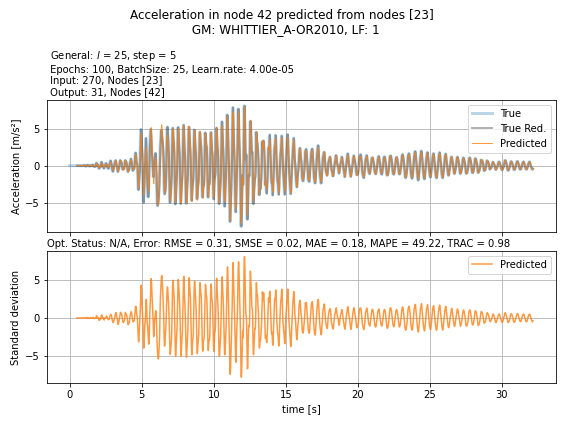 Acceleration in node 42 predicted from nodes [23]
GM: WHITTIER_A-OR2010, LF: 1
General: l = 25, step = 5
Epochs: 100, BatchSize: 25, Learn.rate: 4.00e-05
Input: 270, Nodes [23]
Output: 31, Nodes [42]
Acceleration [m/s²]
5
0
−5
True
True Red.
Predicted
Opt. Status: N/A, Error: RMSE = 0.31, SMSE = 0.02, MAE = 0.18, MAPE = 49.22, TRAC = 0.98
Standard deviation
5
0
−5
Predicted
0 5 10 15 20 25 30
time [s]